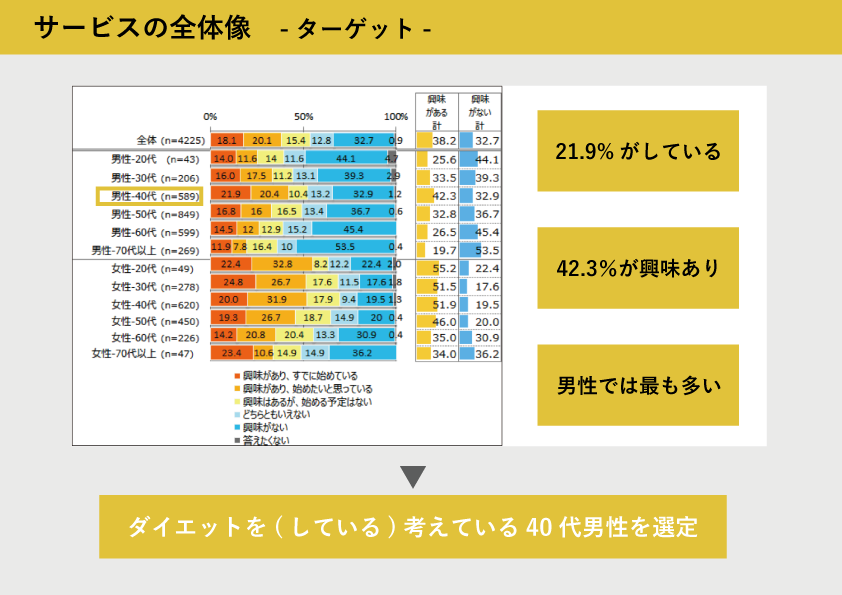 サービスの全体像 - ターゲット -
興味がある計 興味がない計
0% 50% 100%
全体 (n=4225) 18.1 20.1 15.4 12.8 32.7 0.9 38.2 32.7
男性-20代 (n=43) 14.0 11.6 14 11.6 44.1 4.7 25.6 44.1
男性-30代 (n=206) 16.0 17.5 11.2 13.1 39.3 2.9 33.5 39.3
男性-40代 (n=589) 21.9 20.4 10.4 13.2 32.9 1.2 42.3 32.9
男性-50代 (n=849) 16.8 16 16.5 13.4 36.7 0.6 32.8 36.7
男性-60代 (n=599) 14.5 12 12.9 15.2 45.4 26.5 45.4
男性-70代以上 (n=269) 11.9 7.8 16.4 10 53.5 0.4 19.7 53.5
女性-20代 (n=49) 22.4 32.8 8.2 12.2 22.4 2.0 55.2 22.4
女性-30代 (n=278) 24.8 26.7 17.6 11.5 17.6 1.8 51.5 17.6
女性-40代 (n=620) 20.0 31.9 17.9 9.4 19.5 1.3 51.9 19.5
女性-50代 (n=450) 19.3 26.7 18.7 14.9 20 0.4 46.0 20.0
女性-60代 (n=226) 14.2 20.8 20.4 13.3 30.9 0.4 35.0 30.9
女性-70代以上 (n=47) 23.4 10.6 14.9 14.9 36.2 34.0 36.2
興味があり、すでに始めている
興味があり、始めたいと思っている
興味はあるが、始める予定はない
どちらともいえない
興味がない
答えたくない
21.9% がしている
42.3%が興味あり
男性では最も多い
ダイエットを ( している ) 考えている 40 代男性を選定